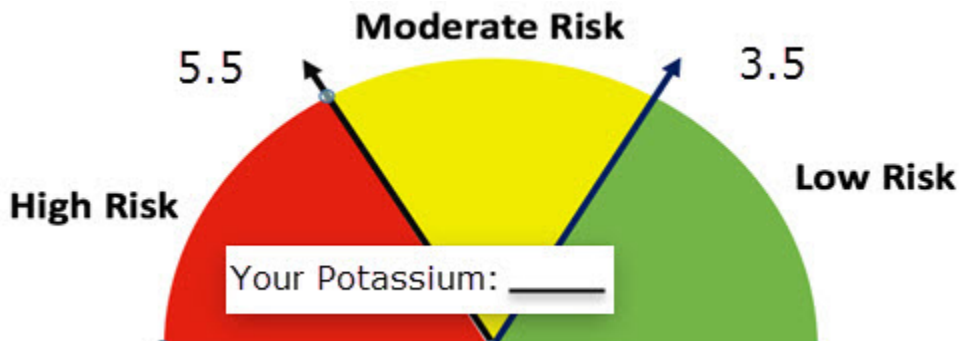 Moderate Risk
5.5
3.5
High Risk
Low Risk
Your Potassium: _____